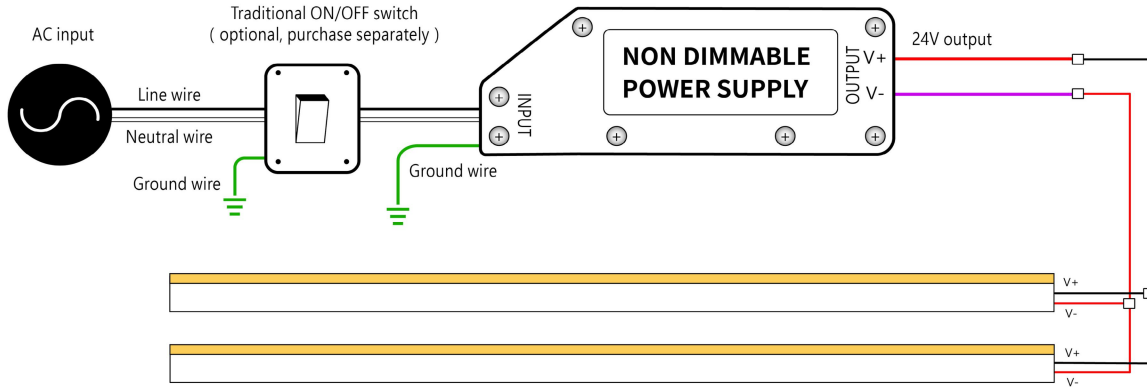 AC input
Traditional ON/OFF switch
( optional, purchase separately )
Line wire
Neutral wire
Ground wire
Ground wire
INPUT
NON DIMMABLE
POWER SUPPLY
OUTPUT
V+
V-
24V output
V+
V-
V+
V-